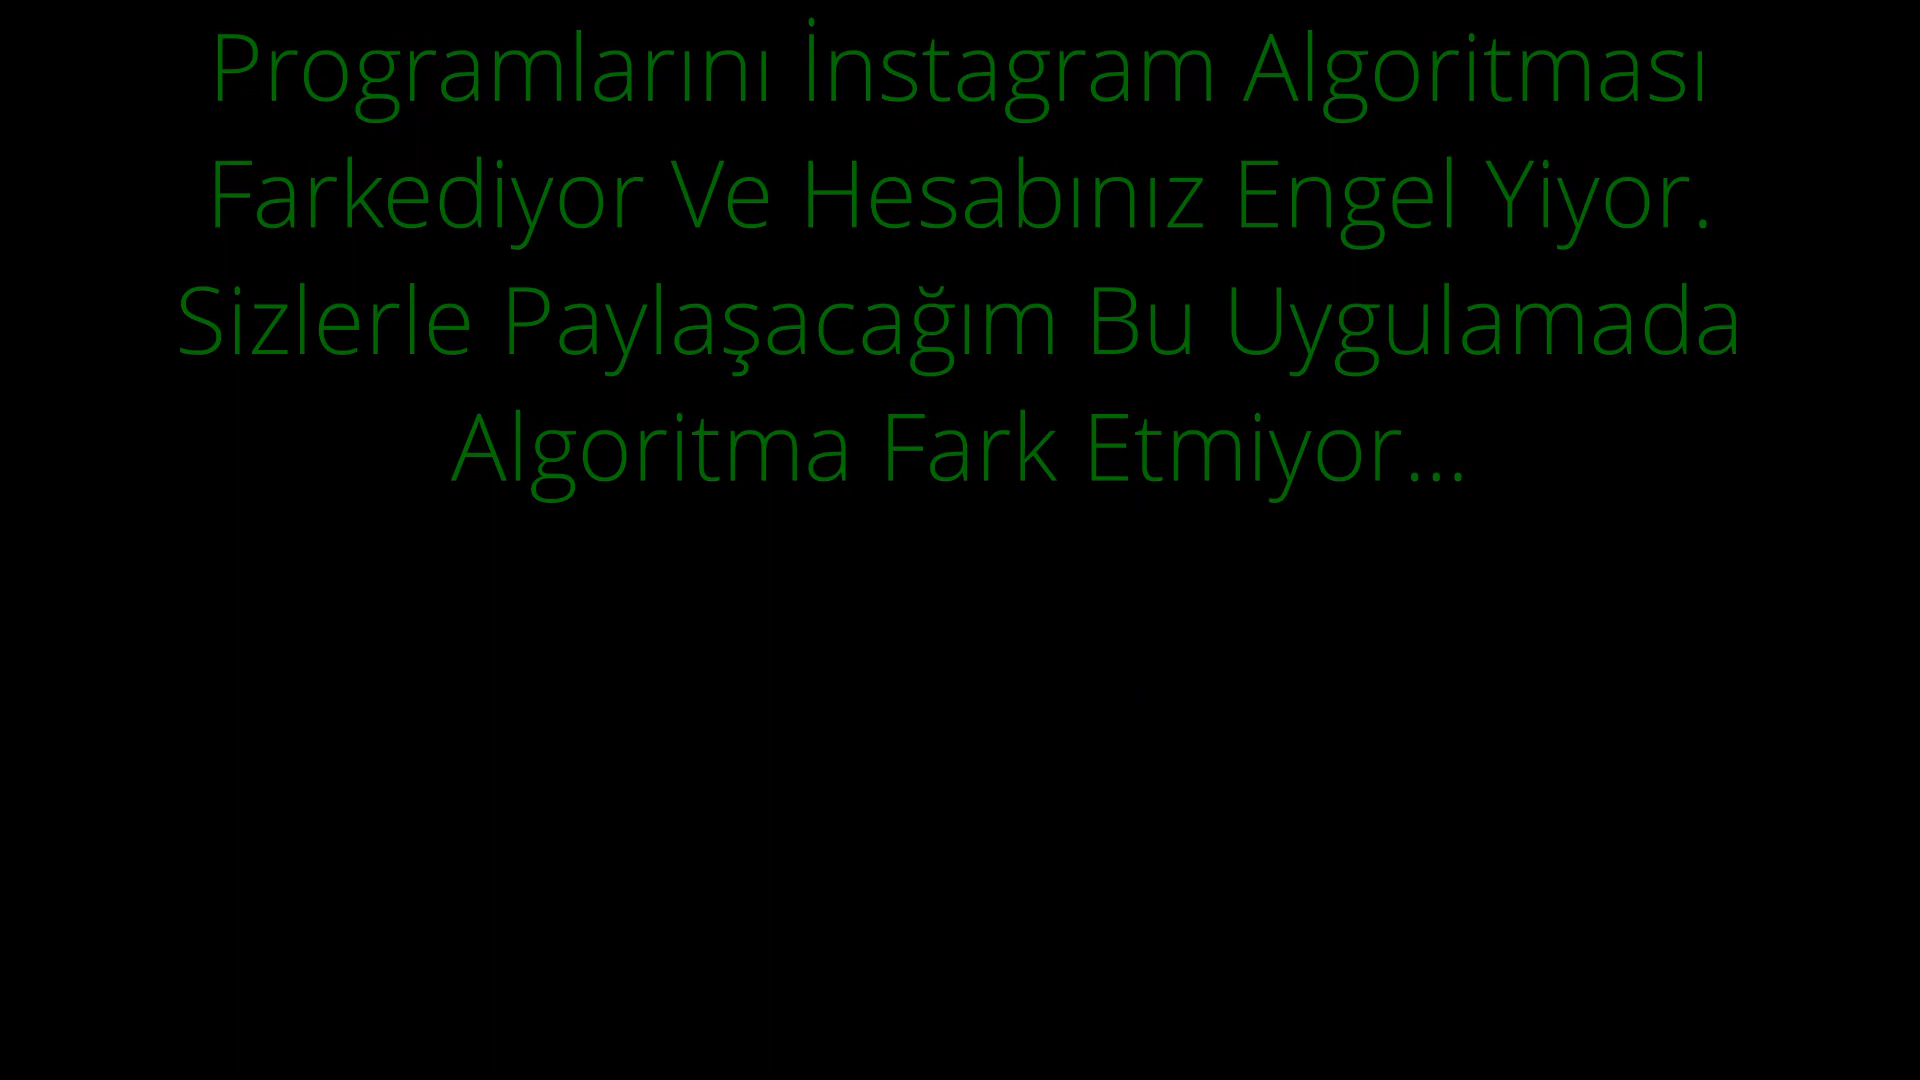 Programlarını İnstagram Algoritması
Farkediyor Ve Hesabınız Engel Yiyor.
Sizlerle Paylaşacağım Bu Uygulamada
Algoritma Fark Etmiyor...